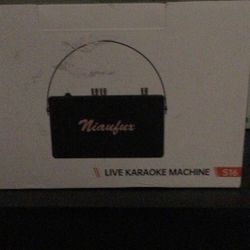 Niaufux
LIVE KARAOKE MACHINE S16